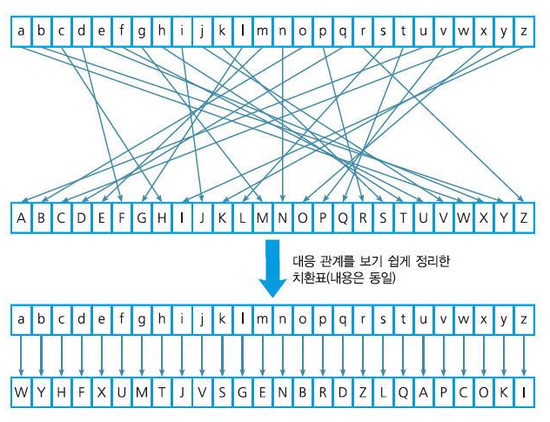 a b c d e f g h i j k l m n o p q r s t u v w x y z
A B C D E F G H I J K L M N O P Q R S T U V W X Y Z
대응 관계를 보기 쉽게 정리한
치환표(내용은 동일)
a b c d e f g h i j k l m n o p q r s t u v w x y z
W Y H F X U M T J V S G E N B R D Z L Q A P C O K I